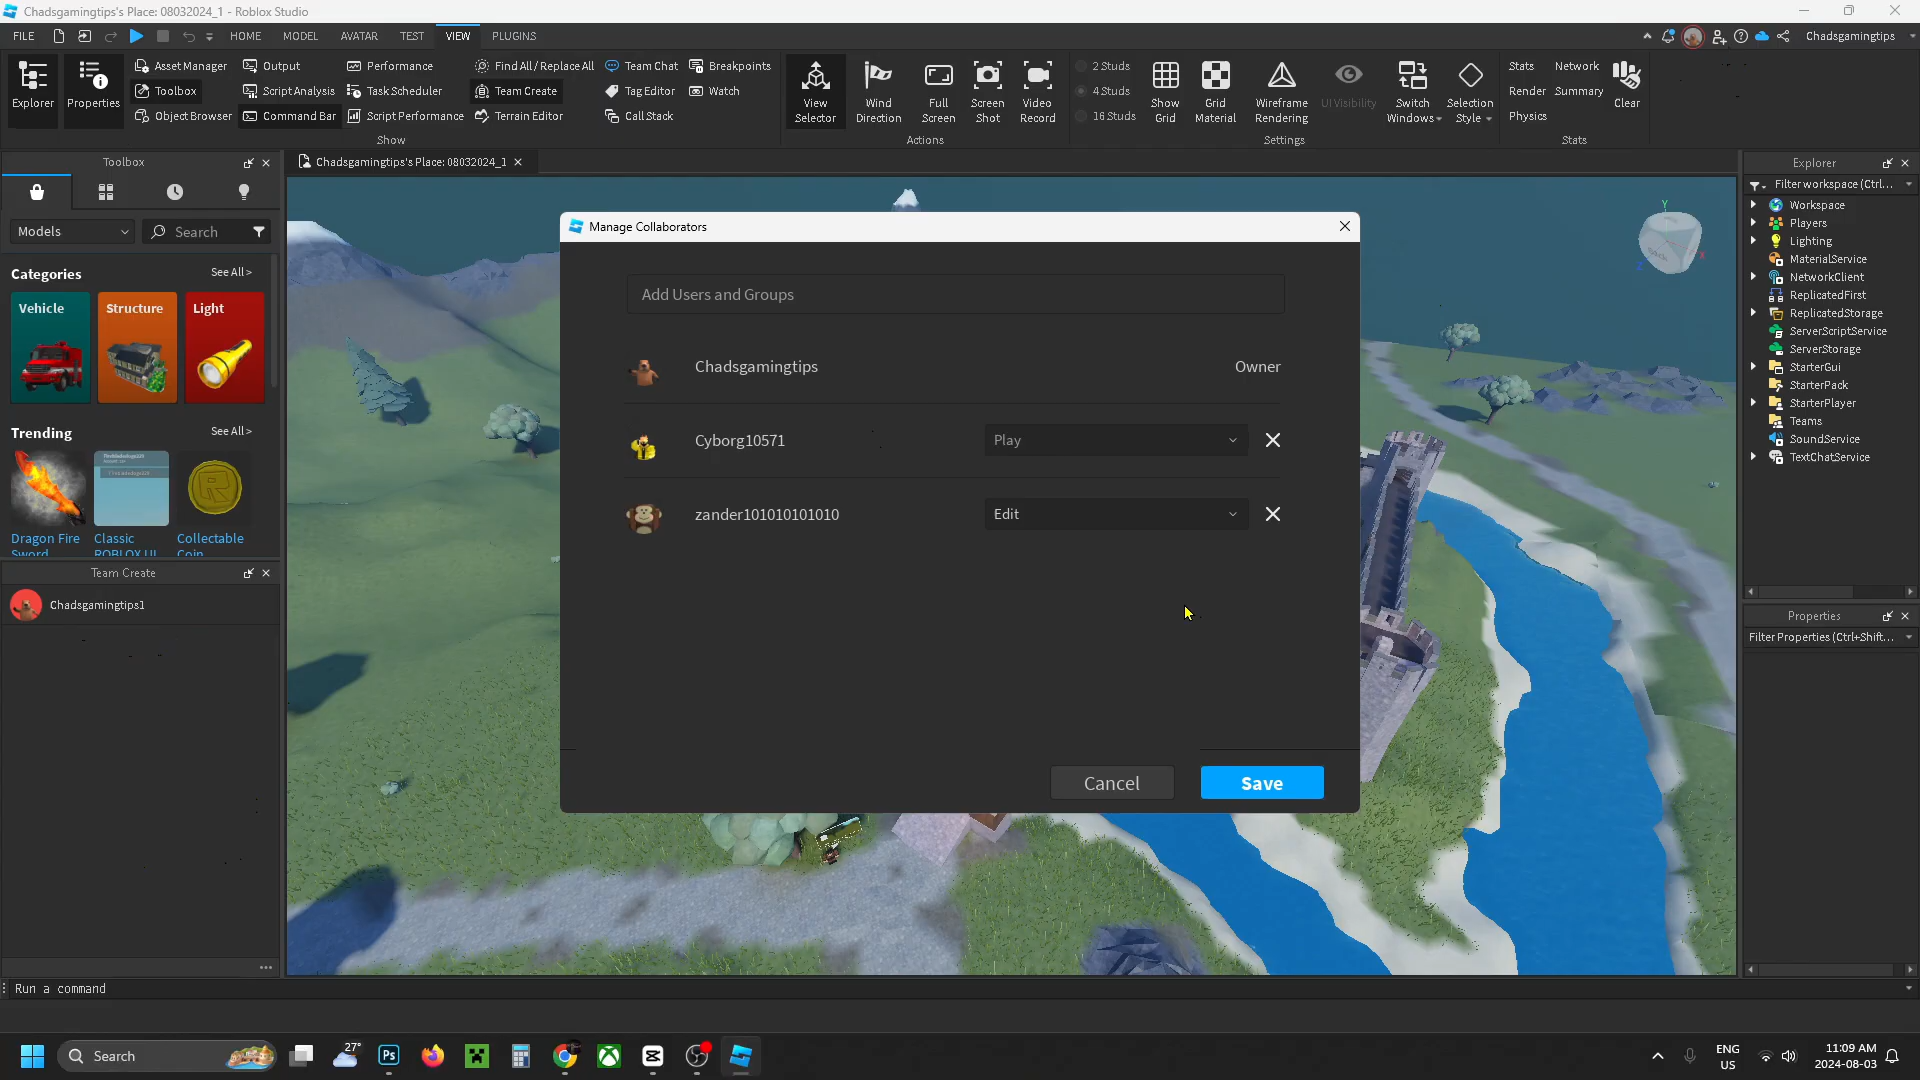 Chadsgamingtips's Place: 08032024_1 - Roblox Studio
FILE HOME MODEL AVATAR TEST VIEW PLUGINS Chadsgamingtips
Explorer
Properties
Asset Manager
Toolbox
Object Browser
Output
Script Analysis
Command Bar
Performance
Task Scheduler
Script Performance
Find All / Replace All
Team Create
Terrain Editor
Team Chat
Tag Editor
Call Stack
Breakpoints
Watch
Show
View
Selector
Wind
Direction
Full
Screen
Screen
Shot
Video
Record
Actions
2 Studs
4 Studs
16 Studs
Show
Grid
Grid
Material
Wireframe
Rendering
UI Visibility
Switch
Windows
Selection
Style
Settings
Stats
Network
Render
Summary
Physics
Clear
Stats
Toolbox
Chadsgamingtips's Place: 08032024_1
Models
Search
Categories
See All >
Vehicle
Structure
Light
Trending
See All >
Dragon Fire
Sword
Classic
ROBLOX UI
Collectable
Coin
Team Create
Chadsgamingtips1
Manage Collaborators
Add Users and Groups
Chadsgamingtips Owner
Cyborg10571 Play
zander101010101010 Edit
Cancel
Save
Explorer
Filter workspace (Ctrl...
Workspace
Players
Lighting
MaterialService
NetworkClient
ReplicatedFirst
ReplicatedStorage
ServerScriptService
ServerStorage
StarterGui
StarterPack
StarterPlayer
Teams
SoundService
TextChatService
Properties
Filter Properties (Ctrl+Shift...
Run a command
Search
27°
Ps
ENG
US
11:09 AM
2024-08-03